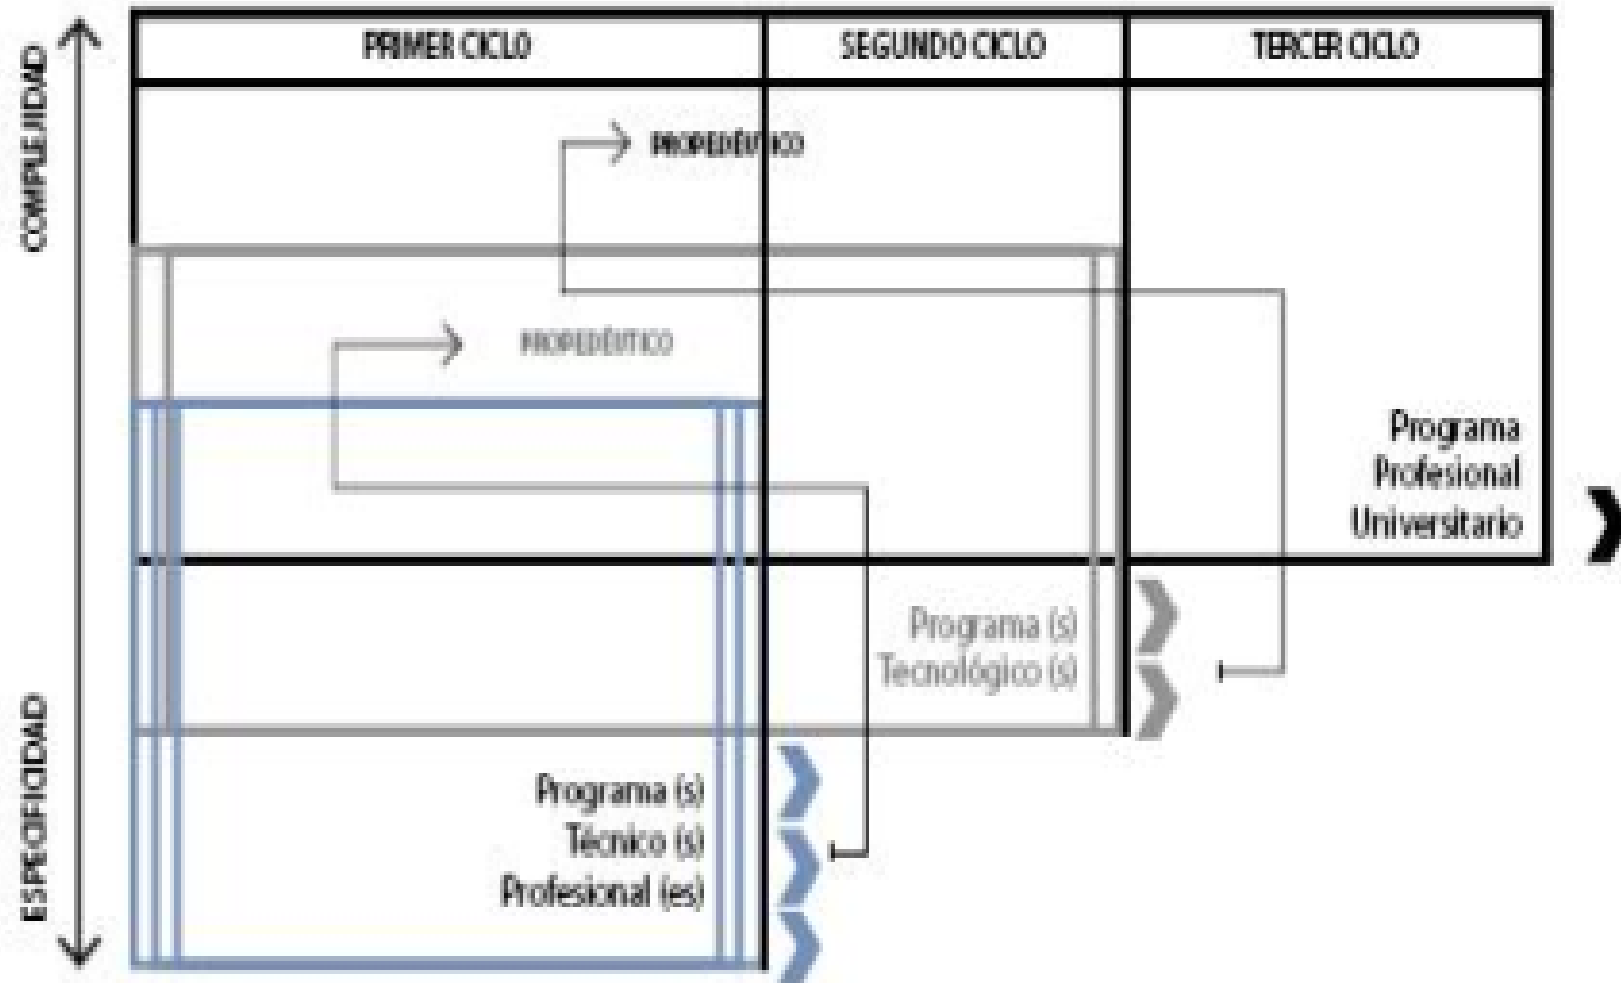 PRIMER CICLO
SEGUNDO CICLO
TERCER CICLO
COMPLEJIDAD
PROPEDÉUTICO
PROPEDÉUTICO
Programa
Profesional
Universitario
Programa (s)
Tecnológico (s)
ESPECIFICIDAD
Programa (s)
Técnico (s)
Profesional (es)